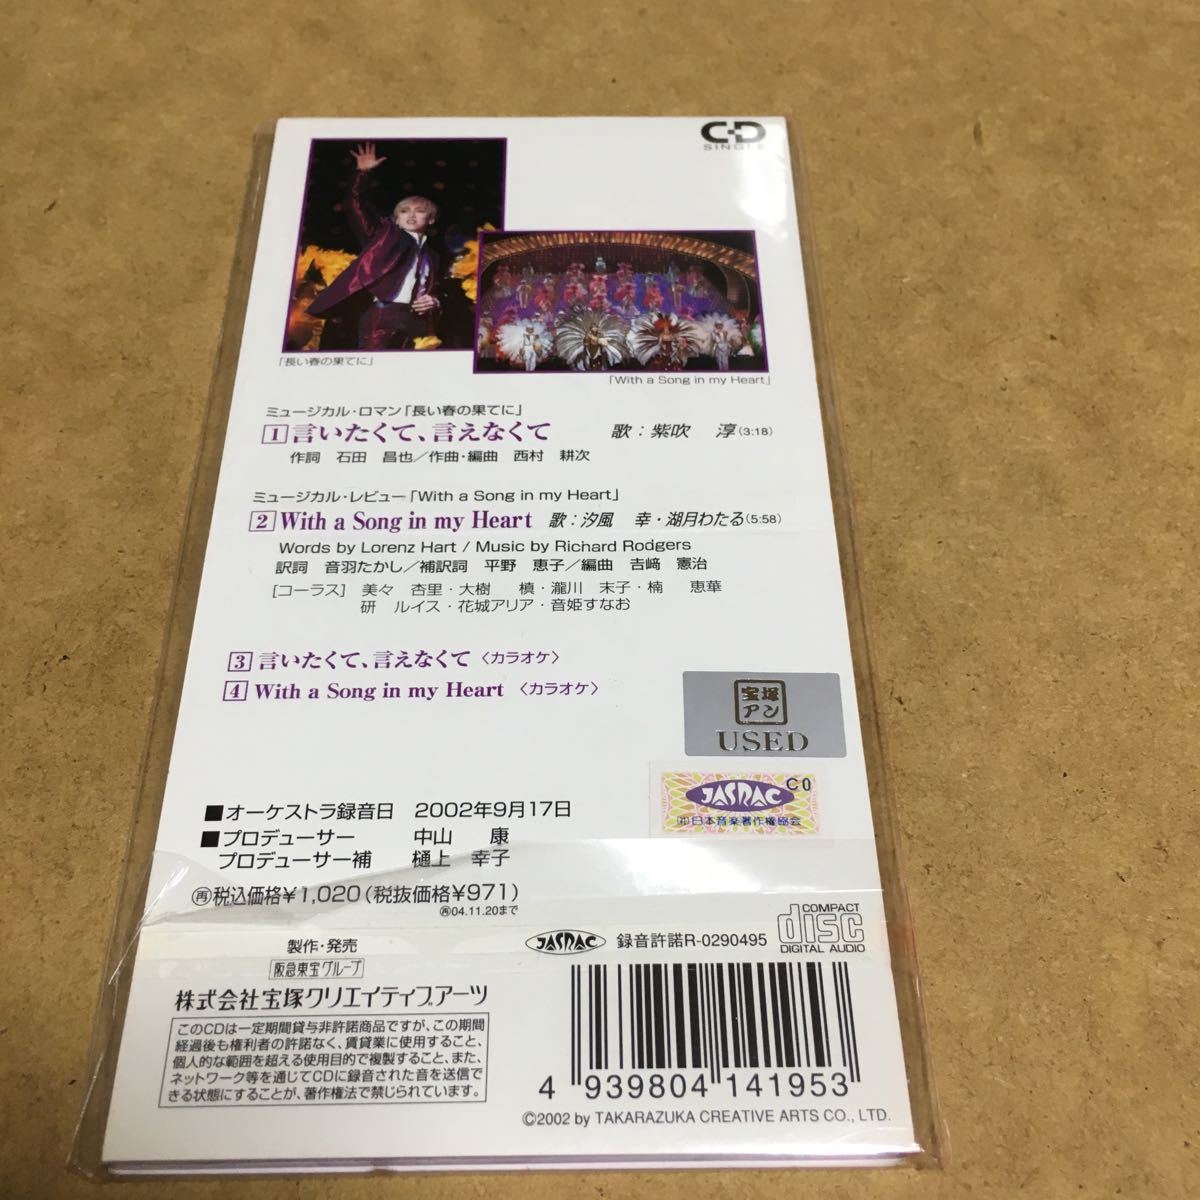 CD
SINGLE
「長い春の果てに」
「With a Song in my Heart」
ミュージカル・ロマン「長い春の果てに」
1 言いたくて、言えなくて 歌：紫吹 淳(3:18)
作詞 石田 昌也／作曲・編曲 西村 耕次
ミュージカル・レビュー「With a Song in my Heart」
2 With a Song in my Heart 歌：汐風 幸・湖月わたる(5:58)
Words by Lorenz Hart / Music by Richard Rodgers
訳詞 音羽たかし／補訳詞 平野 恵子／編曲 吉﨑 憲治
[コーラス] 美々 杏里・大樹 槙・瀧川 末子・楠 恵華
研 ルイス・花城アリア・音姫すなお
3 言いたくて、言えなくて〈カラオケ〉
4 With a Song in my Heart〈カラオケ〉
宝塚
アン
USED
JASRAC C0
㈳日本音楽著作権協会
■オーケストラ録音日 2002年9月17日
■プロデューサー 中山 康
プロデューサー補 樋上 幸子
㊢税込価格¥1,020(税抜価格¥971)
04.11.20まで
製作・発売
阪急東宝グループ
株式会社宝塚クリエイティブアーツ
JASRAC 録音許諾R-0290495
COMPACT
disc
DIGITAL AUDIO
このCDは一定期間貸与非許諾商品ですが、この期間
経過後も権利者の許諾なく、賃貸業に使用すること、
個人的な範囲を超える使用目的で複製すること、また、
ネットワーク等を通じてCDに録音された音を送信で
きる状態にすることが、著作権法で禁じられています。
4 939804 141953
©2002 by TAKARAZUKA CREATIVE ARTS CO., LTD.